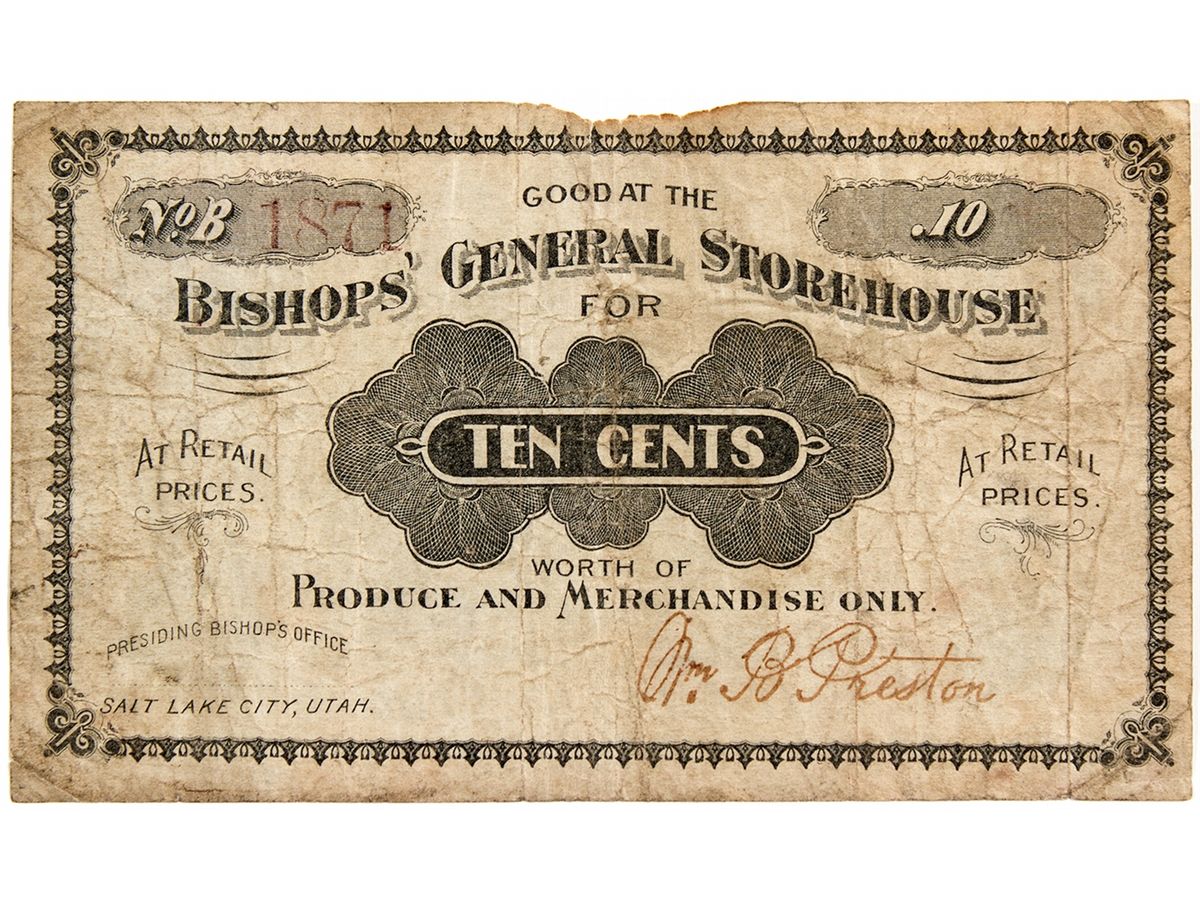 GOOD AT THE
No. B 1871
.10
BISHOPS' GENERAL STOREHOUSE
FOR
TEN CENTS
AT RETAIL
PRICES.
AT RETAIL
PRICES.
WORTH OF
PRODUCE AND MERCHANDISE ONLY.
PRESIDING BISHOP'S OFFICE
SALT LAKE CITY, UTAH.
Wm. B Preston